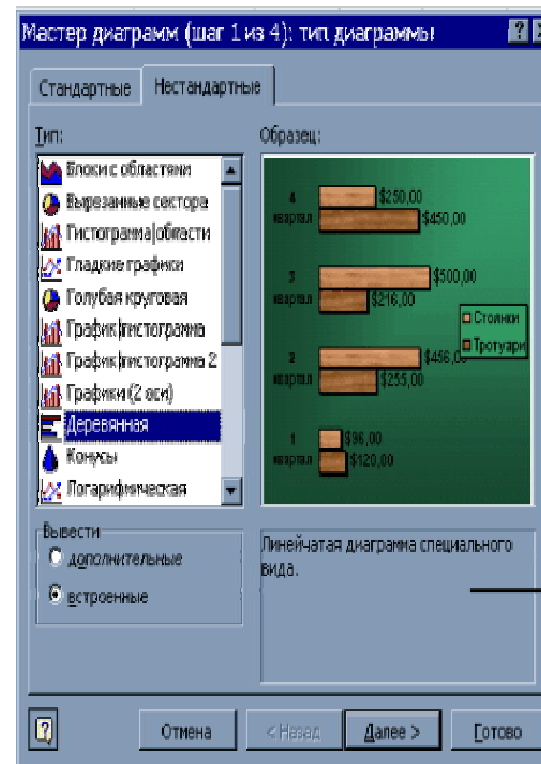 Мастер диаграмм (шаг 1 из 4): тип диаграммы
Стандартные
Нестандартные
Тип:
Блоки с областями
Вырезанные сектора
Гистограмма|области
Гладкие графики
Голубая круговая
График|гистограмма
График|гистограмма 2
Графики (2 оси)
Деревянная
Конусы
Логарифмическая
Образец:
4 квартал
$250,00
$450,00
3 квартал
$500,00
$216,00
2 квартал
$456,00
$255,00
1 квартал
$96,00
$120,00
Столики
Тротуари
Вывести
дополнительные
встроенные
Линейчатая диаграмма специального
вида.
Отмена
< Назад
Далее >
Готово